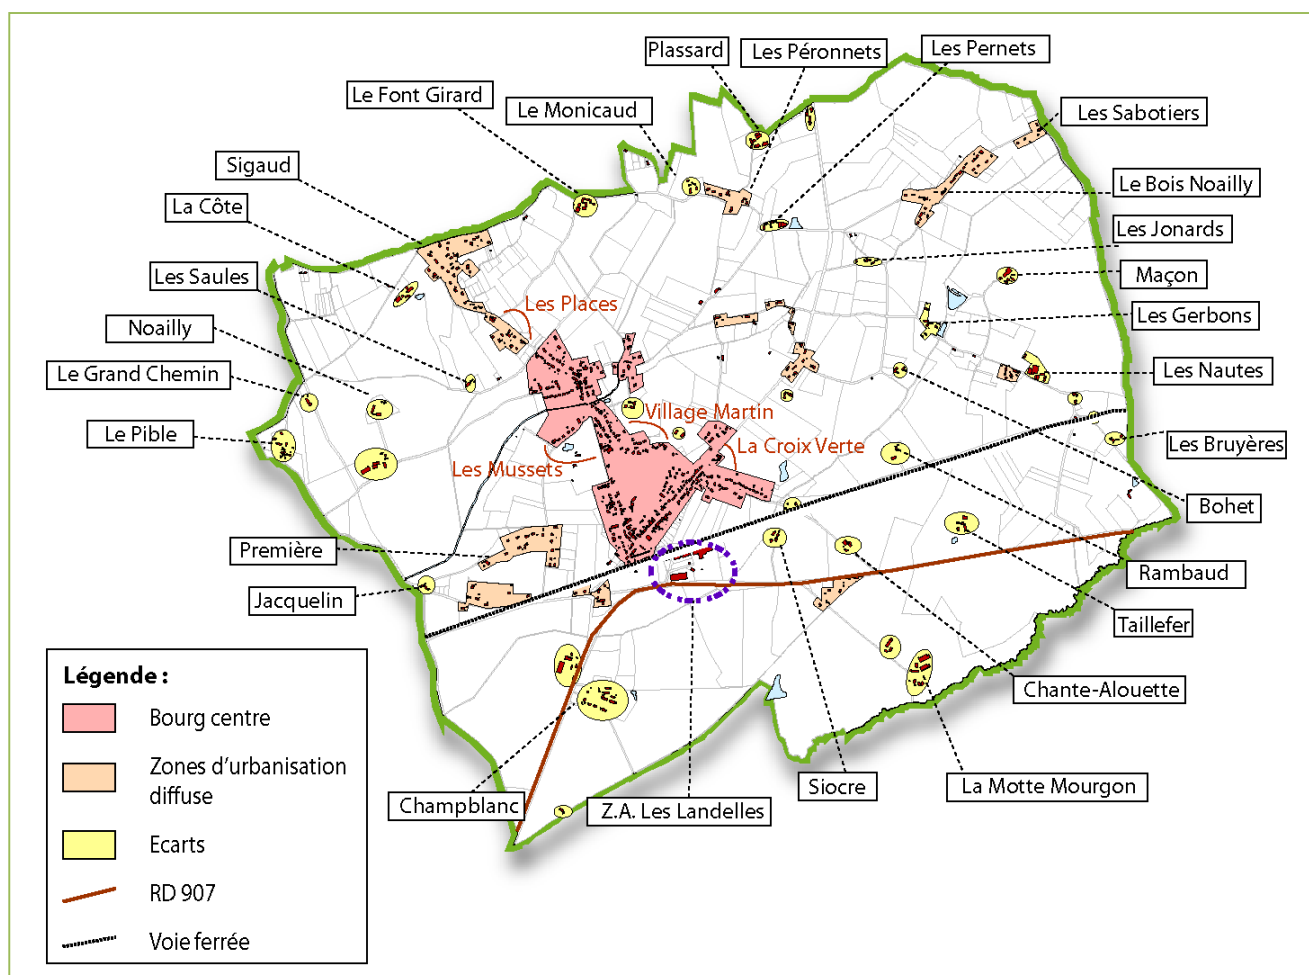 Plassard
Les Péronnets
Les Pernets
Le Font Girard
Le Monicaud
Les Sabotiers
Sigaud
Le Bois Noailly
La Côte
Les Jonards
Les Saules
Maçon
Les Places
Noailly
Les Gerbons
Le Grand Chemin
Les Nautes
Village Martin
Le Pible
La Croix Verte
Les Bruyères
Les Mussets
Bohet
Première
Rambaud
Jacquelin
Taillefer
Chante-Alouette
Siocre
La Motte Mourgon
Champblanc
Z.A. Les Landelles
Légende :
Bourg centre
Zones d'urbanisation
diffuse
Ecarts
RD 907
Voie ferrée